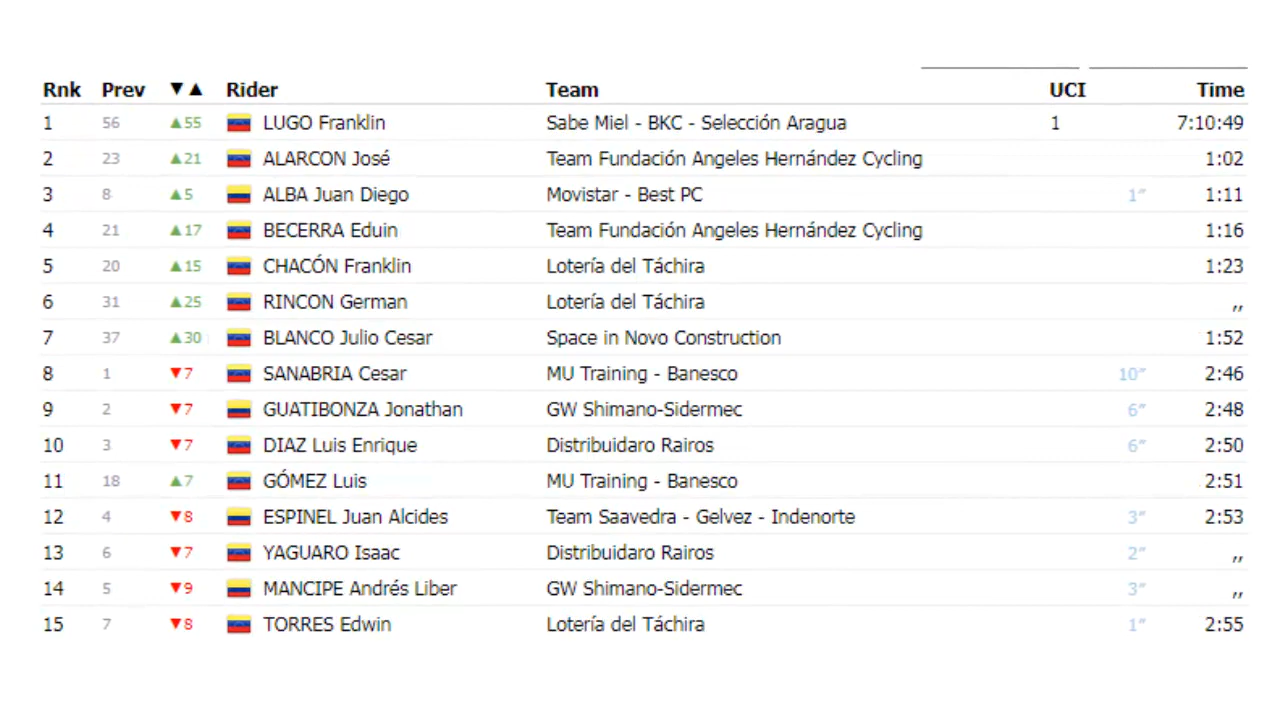 Rnk Prev ▼▲ Rider Team UCI Time
1 56 ▲55 LUGO Franklin Sabe Miel - BKC - Selección Aragua 1 7:10:49
2 23 ▲21 ALARCON José Team Fundación Angeles Hernández Cycling 1:02
3 8 ▲5 ALBA Juan Diego Movistar - Best PC 1″ 1:11
4 21 ▲17 BECERRA Eduin Team Fundación Angeles Hernández Cycling 1:16
5 20 ▲15 CHACÓN Franklin Lotería del Táchira 1:23
6 31 ▲25 RINCON German Lotería del Táchira ,,
7 37 ▲30 BLANCO Julio Cesar Space in Novo Construction 1:52
8 1 ▼7 SANABRIA Cesar MU Training - Banesco 10″ 2:46
9 2 ▼7 GUATIBONZA Jonathan GW Shimano-Sidermec 6″ 2:48
10 3 ▼7 DIAZ Luis Enrique Distribuidaro Rairos 6″ 2:50
11 18 ▲7 GÓMEZ Luis MU Training - Banesco 2:51
12 4 ▼8 ESPINEL Juan Alcides Team Saavedra - Gelvez - Indenorte 3″ 2:53
13 6 ▼7 YAGUARO Isaac Distribuidaro Rairos 2″ ,,
14 5 ▼9 MANCIPE Andrés Liber GW Shimano-Sidermec 3″ ,,
15 7 ▼8 TORRES Edwin Lotería del Táchira 1″ 2:55